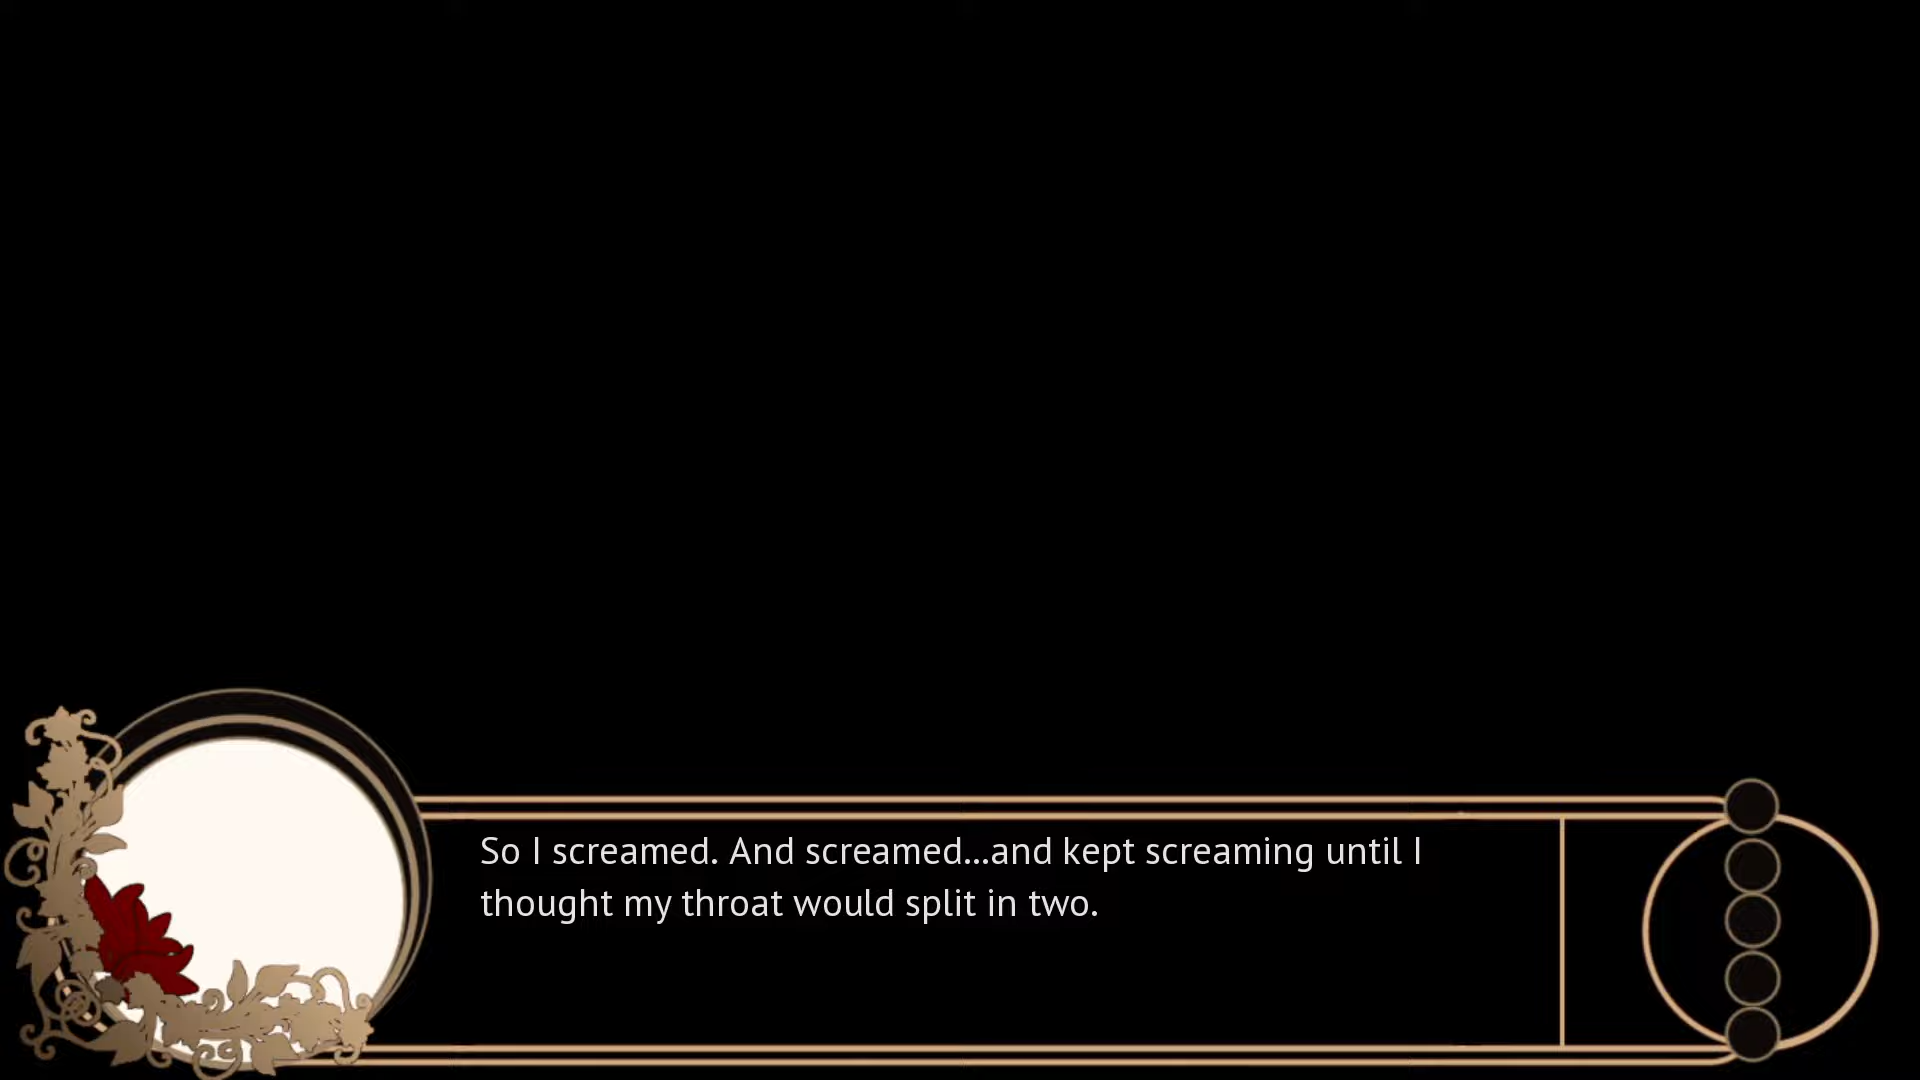 So I screamed. And screamed...and kept screaming until I
thought my throat would split in two.